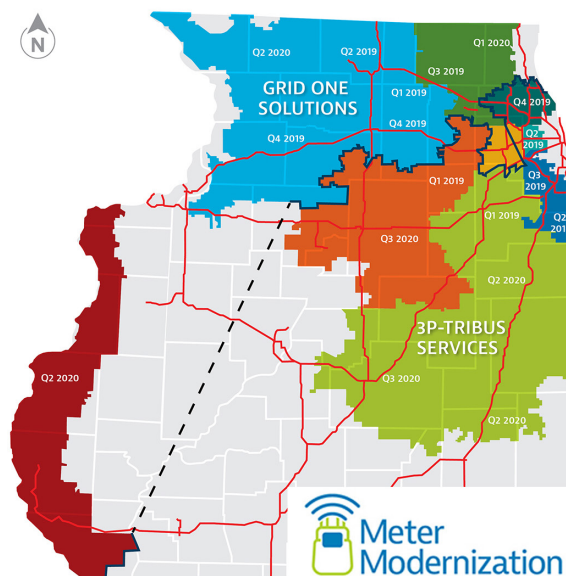 N
Q2 2020
Q2 2019
Q1 2020
Q3 2019
GRID ONE
SOLUTIONS
Q1 2019
Q4 2019
Q4 2019
Q4 2019
Q2
2019
Q1 2019
Q3
2019
Q1 2019
Q2
Q3 2020
Q2 2020
3P-TRIBUS
SERVICES
Q2 2020
Q3 2020
Q2 2020
Meter
Modernization